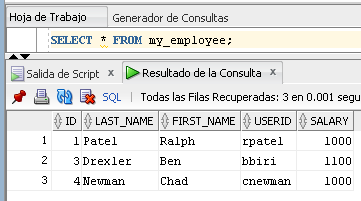 Hoja de Trabajo Generador de Consultas
SELECT * FROM my_employee;
Salida de Script x Resultado de la Consulta x
SQL | Todas las Filas Recuperadas: 3 en 0.001 segu
ID LAST_NAME FIRST_NAME USERID SALARY
1 1 Patel Ralph rpatel 1000
2 3 Drexler Ben bbiri 1100
3 4 Newman Chad cnewman 1000